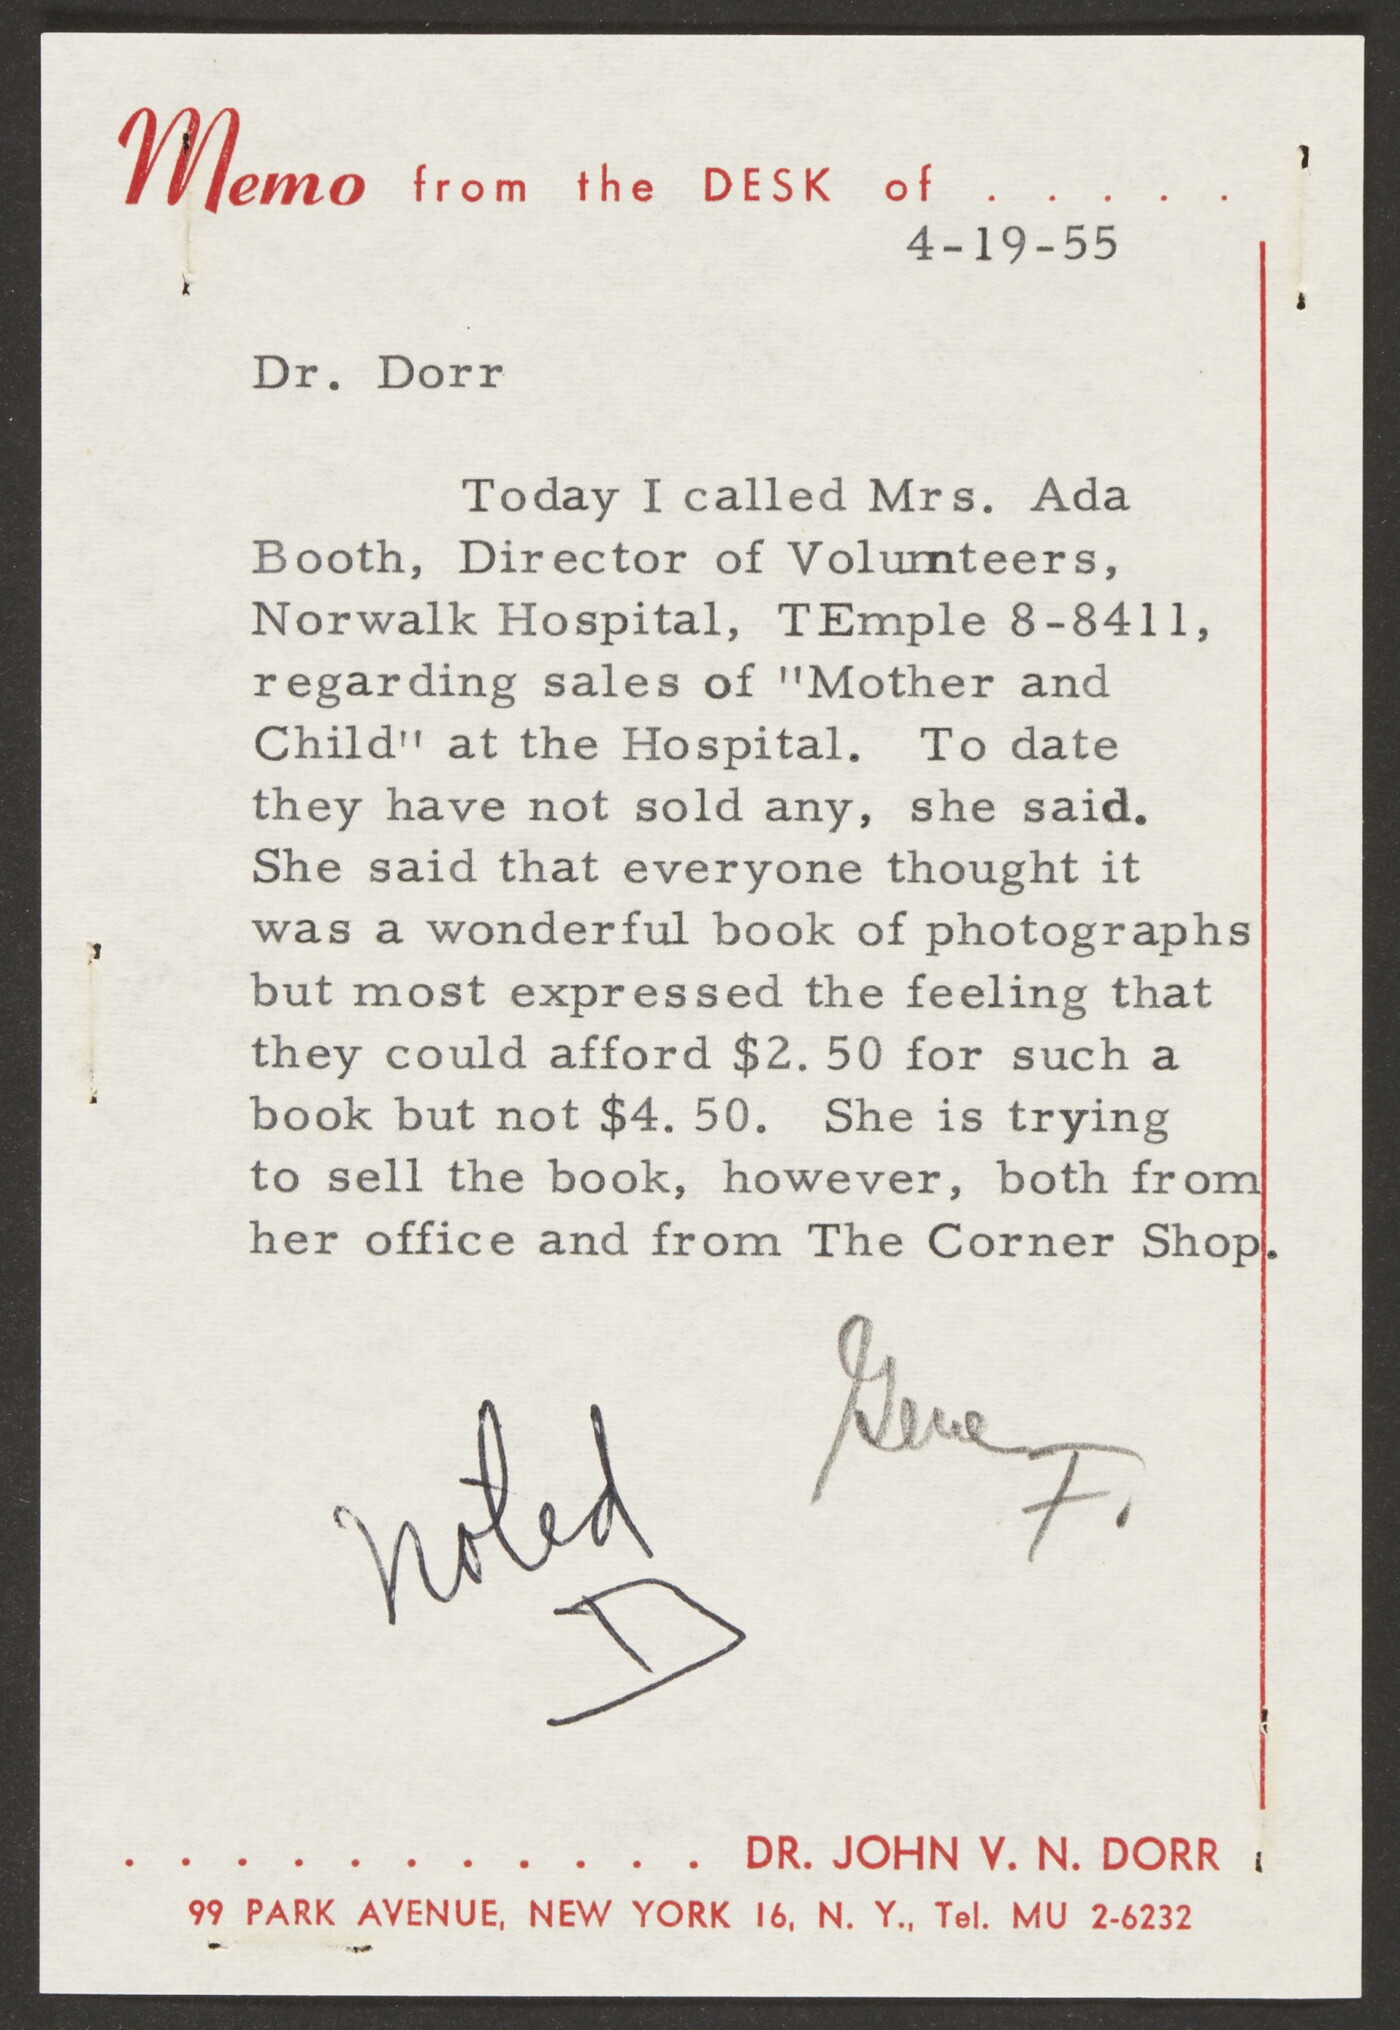 Memo from the DESK of . . . . .
4-19-55
Dr. Dorr
Today I called Mrs. Ada
Booth, Director of Volumnteers,
Norwalk Hospital, TEmple 8-8411,
regarding sales of "Mother and
Child" at the Hospital. To date
they have not sold any, she said.
She said that everyone thought it
was a wonderful book of photographs
but most expressed the feeling that
they could afford $2.50 for such a
book but not $4.50. She is trying
to sell the book, however, both from
her office and from The Corner Shop.
Gene
F.
Noted
D
. . . . . . . . . . . DR. JOHN V. N. DORR
99 PARK AVENUE, NEW YORK 16, N. Y., Tel. MU 2-6232